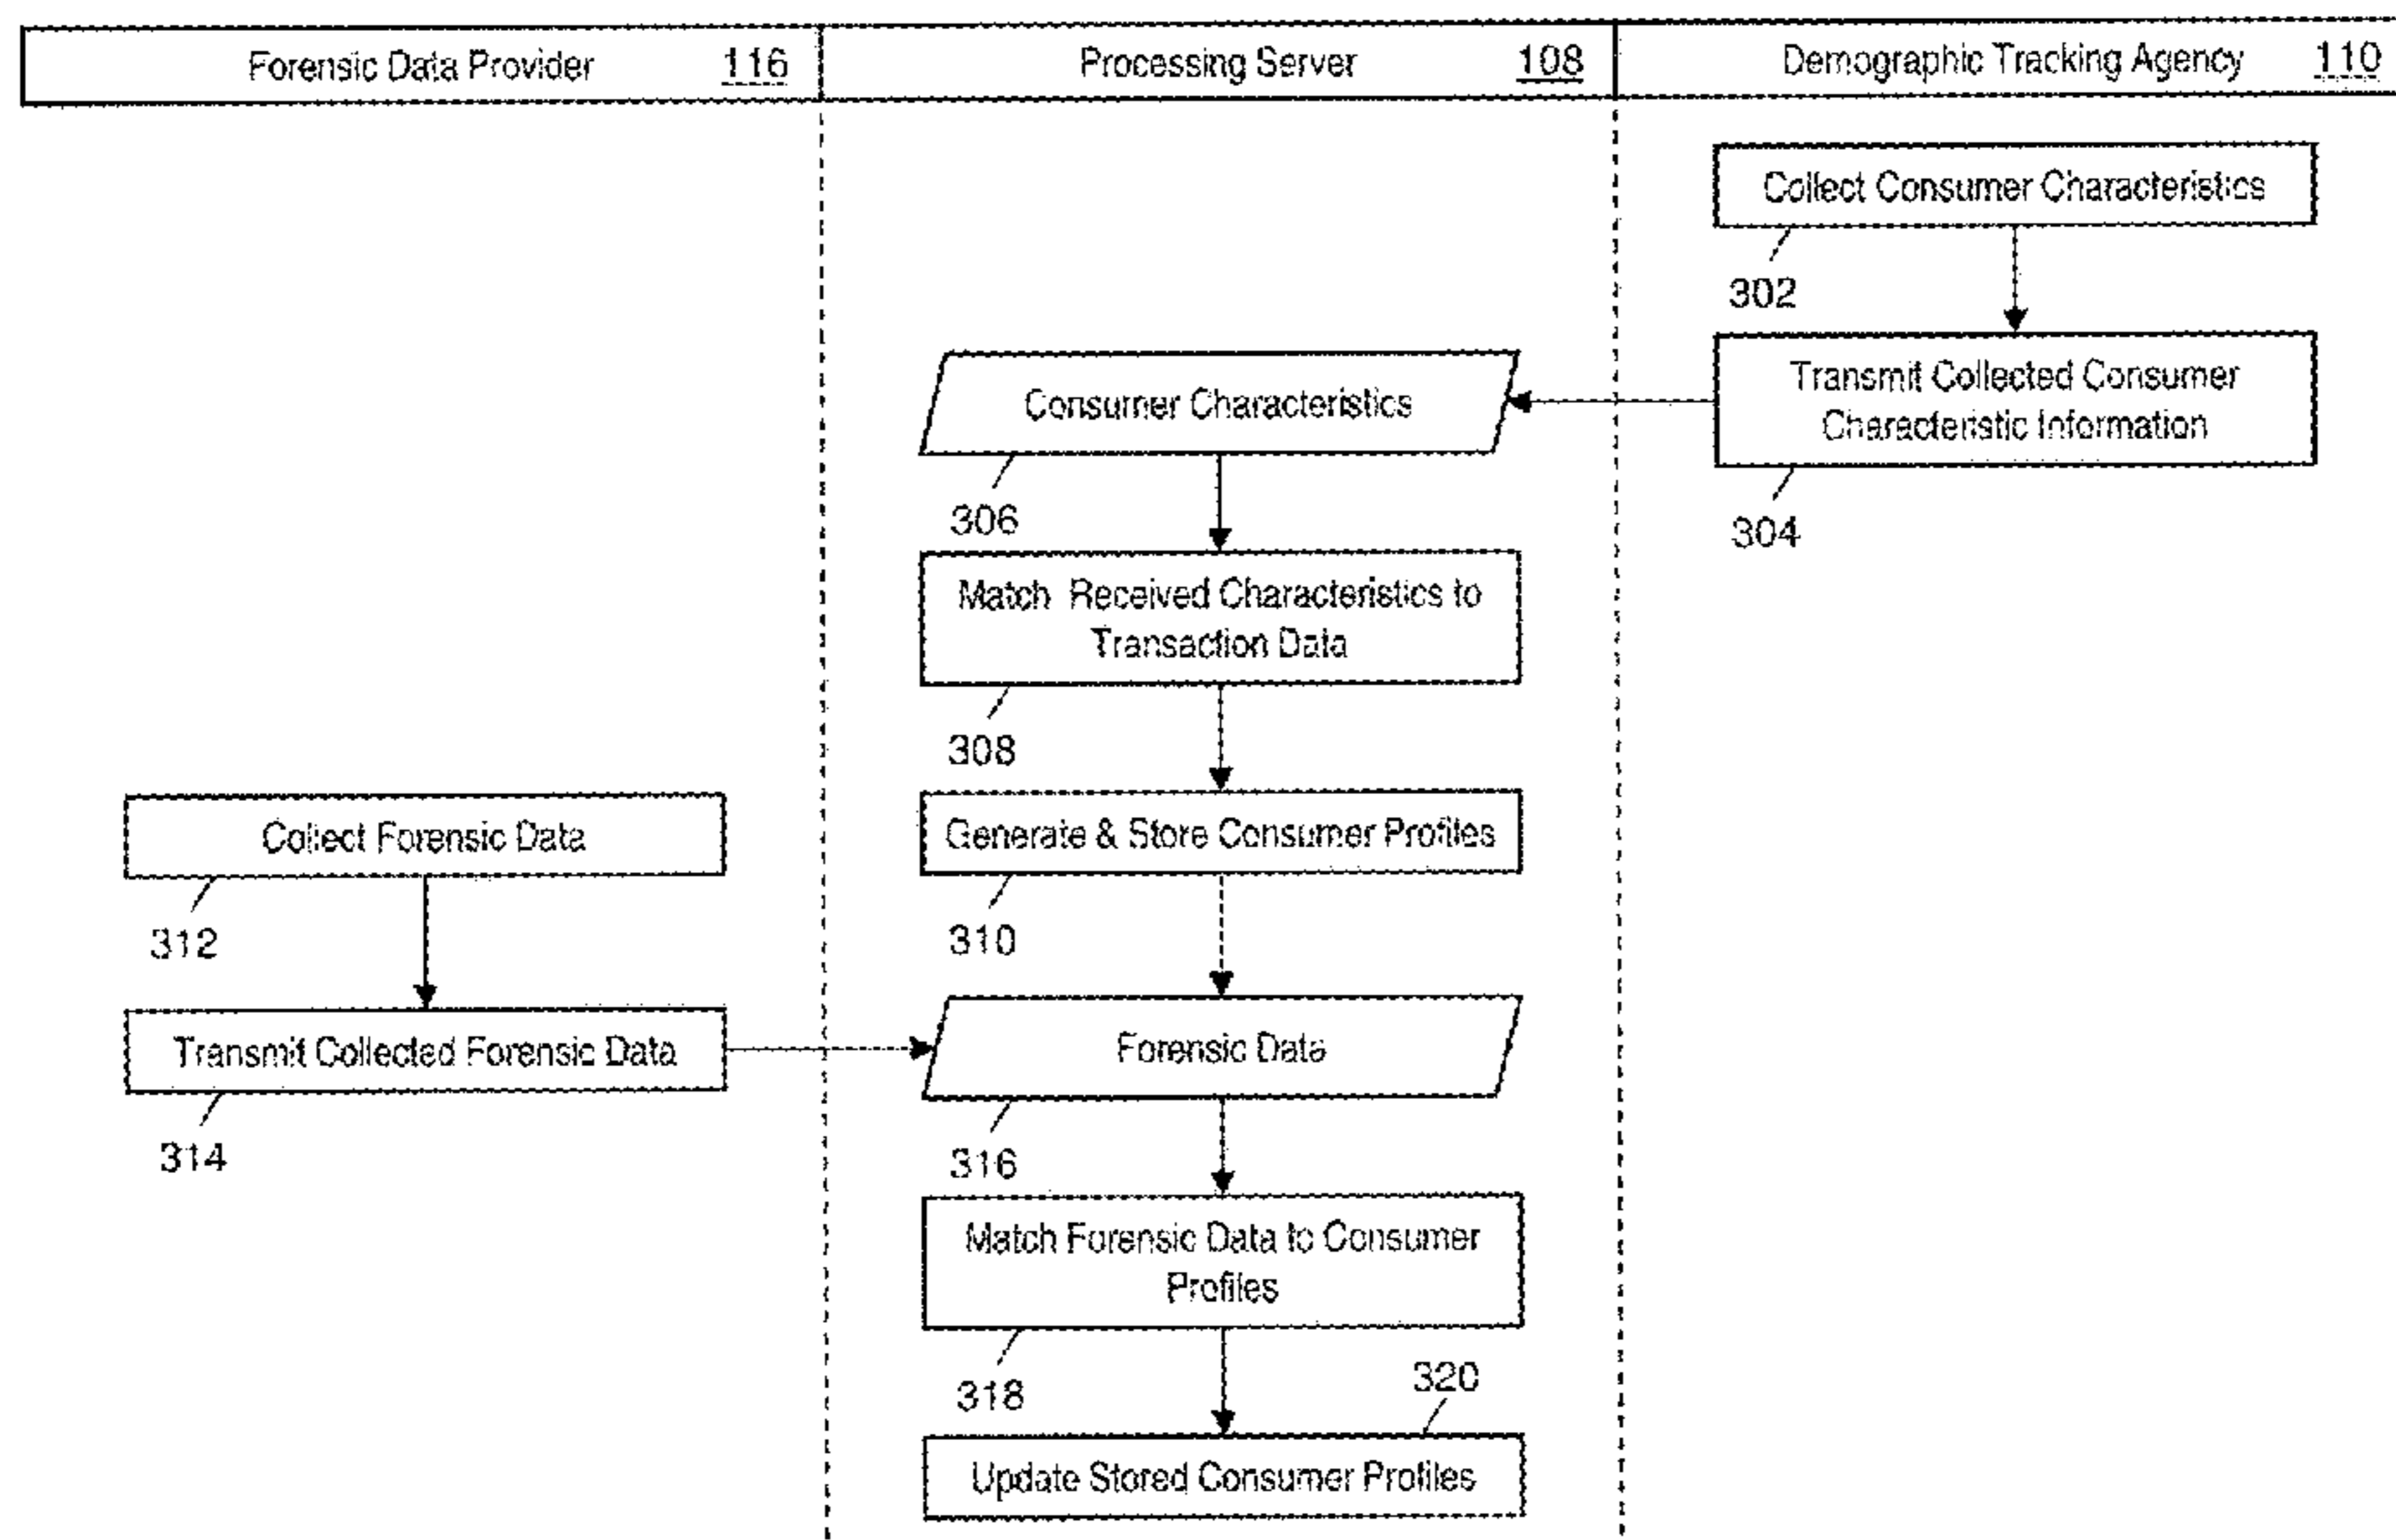 Forensic Data Provider 116
Processing Server 108
Demographic Tracking Agency 110
Collect Consumer Characteristics
302
Transmit Collected Consumer
Characteristic Information
304
Consumer Characteristics
306
Match Received Characteristics to
Transaction Data
308
Generate & Store Consumer Profiles
310
Collect Forensic Data
312
Transmit Collected Forensic Data
314
Forensic Data
316
Match Forensic Data to Consumer
Profiles
318
320
Update Stored Consumer Profiles